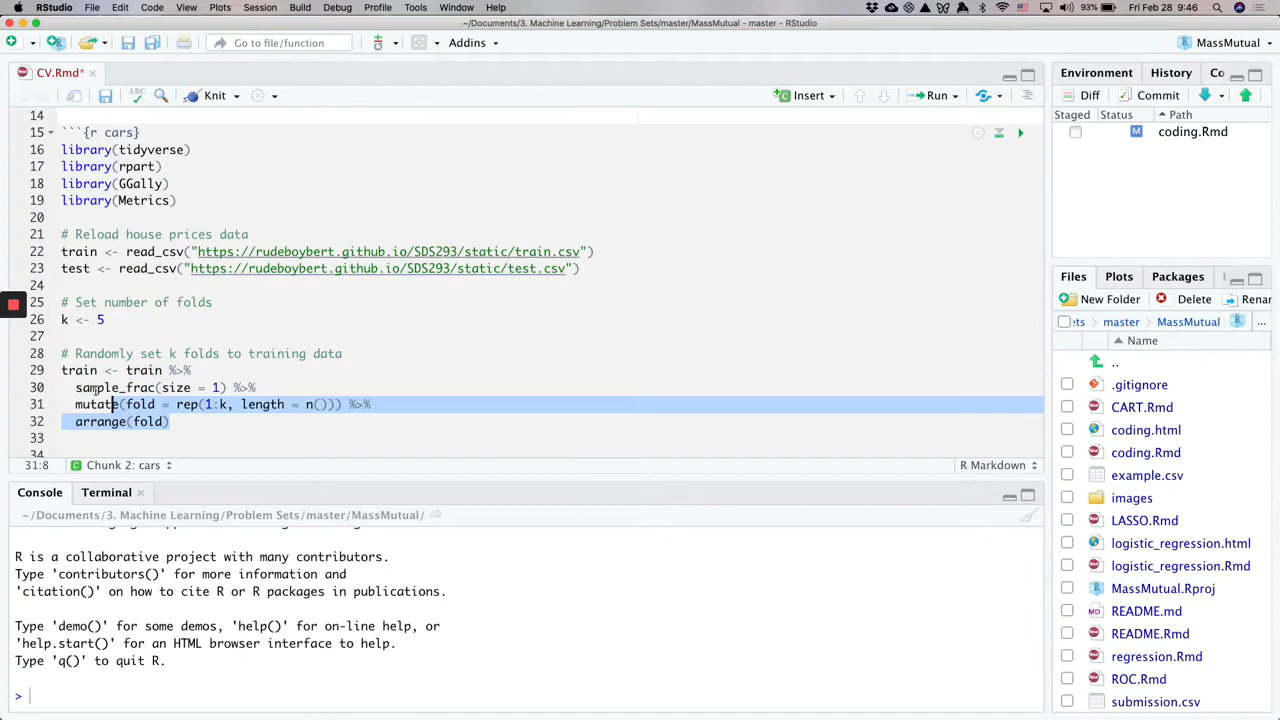 RStudio File Edit Code View Plots Session Build Debug Profile Tools Window Help 93% Fri Feb 28 9:46
~/Documents/3. Machine Learning/Problem Sets/master/MassMutual - master - RStudio
Go to file/function Addins MassMutual
CV.Rmd*
ABC Knit Insert Run
14
15 ```{r cars}
16 library(tidyverse)
17 library(rpart)
18 library(GGally)
19 library(Metrics)
20
21 # Reload house prices data
22 train <- read_csv("https://rudeboybert.github.io/SDS293/static/train.csv")
23 test <- read_csv("https://rudeboybert.github.io/SDS293/static/test.csv")
24
25 # Set number of folds
26 k <- 5
27
28 # Randomly set k folds to training data
29 train <- train %>%
30 sample_frac(size = 1) %>%
31 mutate(fold = rep(1:k, length = n())) %>%
32 arrange(fold)
33
34
31:8 Chunk 2: cars R Markdown
Console Terminal
~/Documents/3. Machine Learning/Problem Sets/master/MassMutual/
R is a collaborative project with many contributors.
Type 'contributors()' for more information and
'citation()' on how to cite R or R packages in publications.
Type 'demo()' for some demos, 'help()' for on-line help, or
'help.start()' for an HTML browser interface to help.
Type 'q()' to quit R.
>
Environment History Co
Diff Commit
Staged Status Path
M coding.Rmd
Files Plots Packages
New Folder Delete Renar
ets master MassMutual ...
Name
..
.gitignore
CART.Rmd
coding.html
coding.Rmd
example.csv
images
LASSO.Rmd
logistic_regression.html
logistic_regression.Rmd
MassMutual.Rproj
README.md
README.Rmd
regression.Rmd
ROC.Rmd
submission.csv